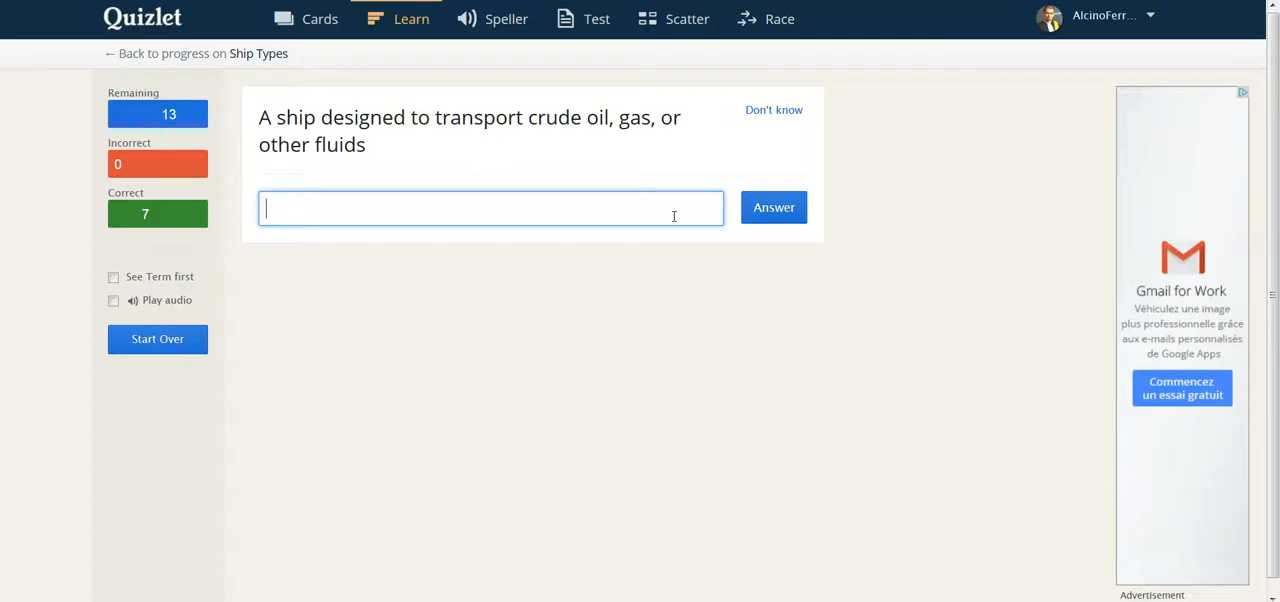 Quizlet
Cards
Learn
Speller
Test
Scatter
Race
AlcinoFerr...
← Back to progress on Ship Types
Remaining
13
Incorrect
0
Correct
7
See Term first
Play audio
Start Over
A ship designed to transport crude oil, gas, or
other fluids
Don't know
Answer
Gmail for Work
Véhiculez une image
plus professionnelle grâce
aux e-mails personnalisés
de Google Apps
Commencez
un essai gratuit
Advertisement